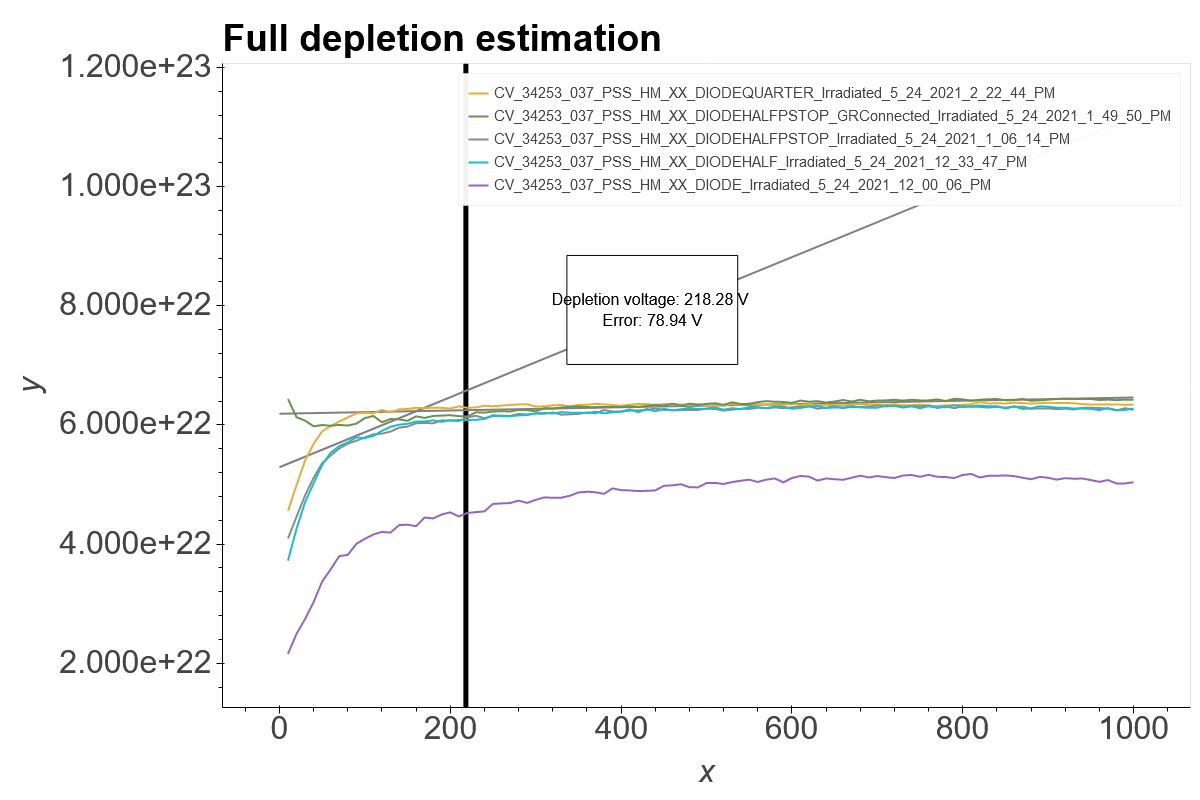 Full depletion estimation
1.200e+23
1.000e+23
8.000e+22
6.000e+22
4.000e+22
2.000e+22
y
CV_34253_037_PSS_HM_XX_DIODEQUARTER_Irradiated_5_24_2021_2_22_44_PM
CV_34253_037_PSS_HM_XX_DIODEHALFPSTOP_GRConnected_Irradiated_5_24_2021_1_49_50_PM
CV_34253_037_PSS_HM_XX_DIODEHALFPSTOP_Irradiated_5_24_2021_1_06_14_PM
CV_34253_037_PSS_HM_XX_DIODEHALF_Irradiated_5_24_2021_12_33_47_PM
CV_34253_037_PSS_HM_XX_DIODE_Irradiated_5_24_2021_12_00_06_PM
Depletion voltage: 218.28 V
Error: 78.94 V
0 200 400 600 800 1000
x